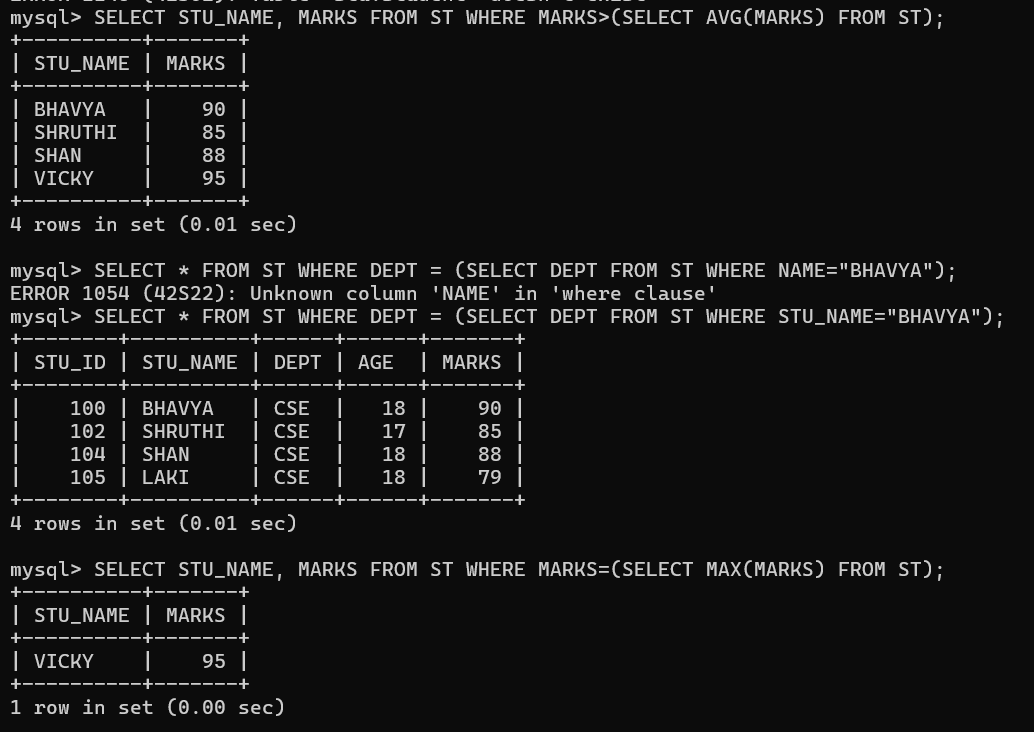 mysql> SELECT STU_NAME, MARKS FROM ST WHERE MARKS>(SELECT AVG(MARKS) FROM ST);
+----------+-------+
| STU_NAME | MARKS |
+----------+-------+
| BHAVYA   |    90 |
| SHRUTHI  |    85 |
| SHAN     |    88 |
| VICKY    |    95 |
+----------+-------+
4 rows in set (0.01 sec)

mysql> SELECT * FROM ST WHERE DEPT = (SELECT DEPT FROM ST WHERE NAME="BHAVYA");
ERROR 1054 (42S22): Unknown column 'NAME' in 'where clause'
mysql> SELECT * FROM ST WHERE DEPT = (SELECT DEPT FROM ST WHERE STU_NAME="BHAVYA");
+--------+----------+------+------+-------+
| STU_ID | STU_NAME | DEPT | AGE  | MARKS |
+--------+----------+------+------+-------+
|    100 | BHAVYA   | CSE  |   18 |    90 |
|    102 | SHRUTHI  | CSE  |   17 |    85 |
|    104 | SHAN     | CSE  |   18 |    88 |
|    105 | LAKI     | CSE  |   18 |    79 |
+--------+----------+------+------+-------+
4 rows in set (0.01 sec)

mysql> SELECT STU_NAME, MARKS FROM ST WHERE MARKS=(SELECT MAX(MARKS) FROM ST);
+----------+-------+
| STU_NAME | MARKS |
+----------+-------+
| VICKY    |    95 |
+----------+-------+
1 row in set (0.00 sec)